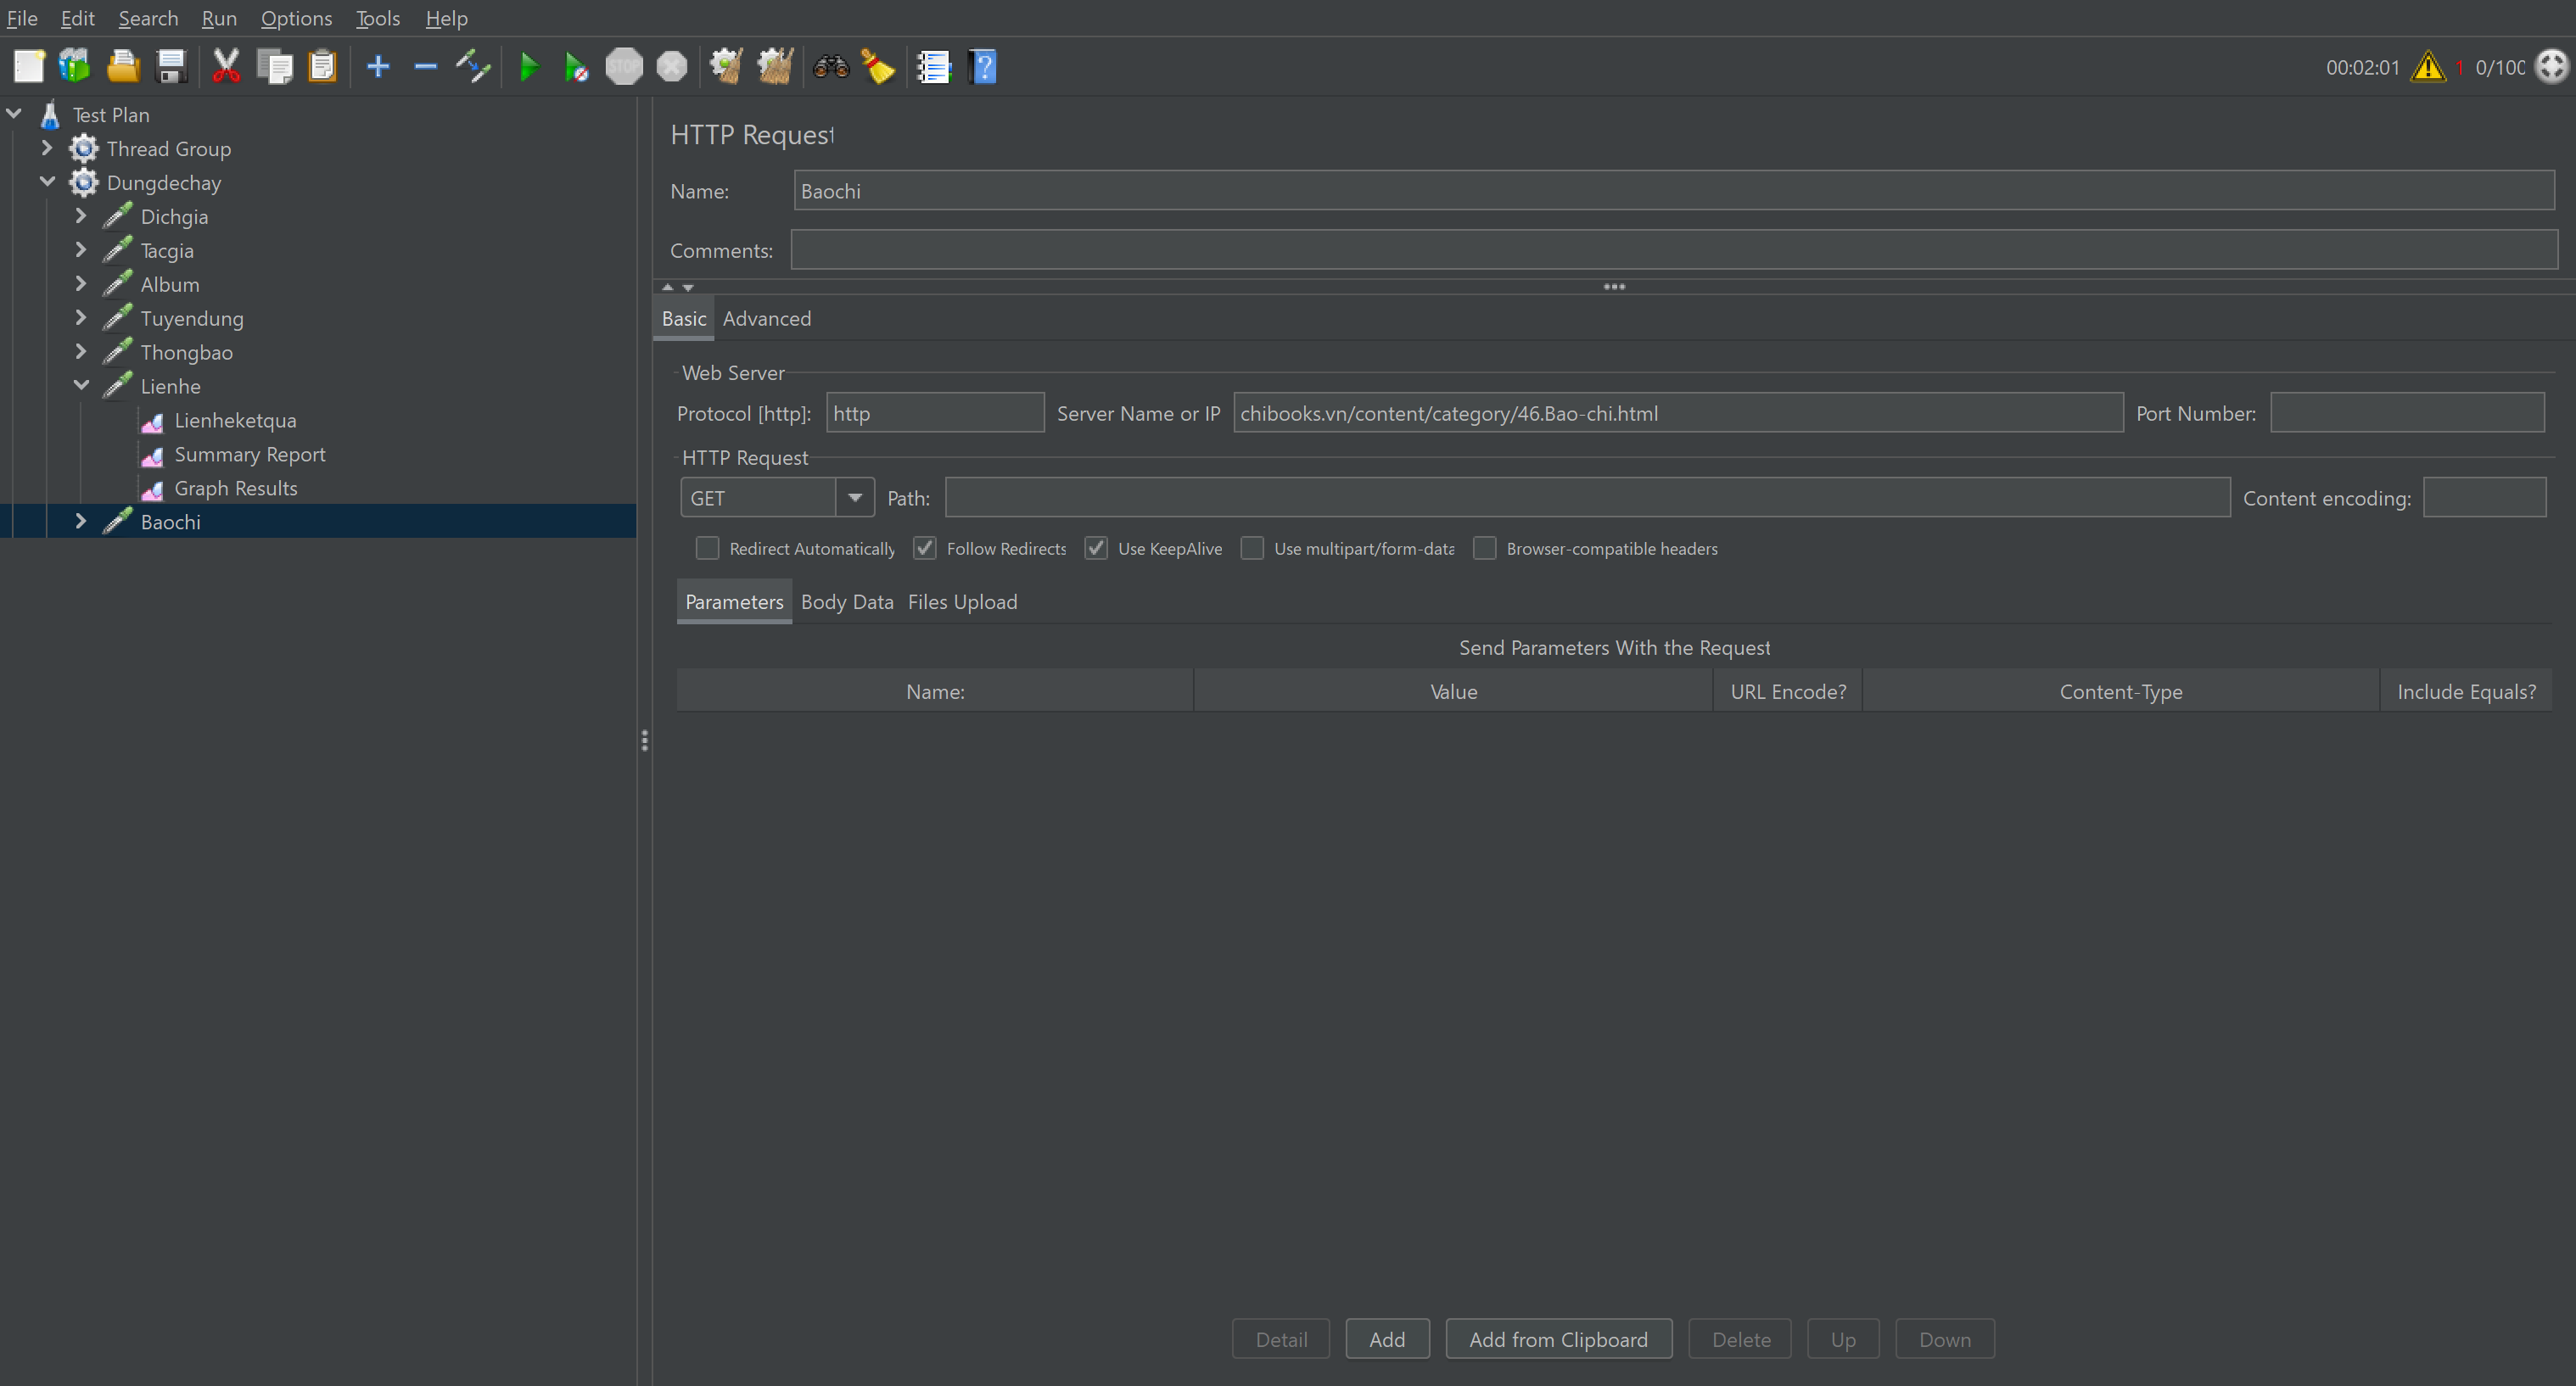 File Edit Search Run Options Tools Help
STOP ? 00:02:01 1 0/100
Test Plan
Thread Group
Dungdechay
Dichgia
Tacgia
Album
Tuyendung
Thongbao
Lienhe
Lienheketqua
Summary Report
Graph Results
Baochi
HTTP Request
Name: Baochi
Comments:
Basic Advanced
Web Server
Protocol [http]: http Server Name or IP chibooks.vn/content/category/46.Bao-chi.html Port Number:
HTTP Request
GET Path: Content encoding:
Redirect Automatically Follow Redirects Use KeepAlive Use multipart/form-data Browser-compatible headers
Parameters Body Data Files Upload
Send Parameters With the Request
Name: Value URL Encode? Content-Type Include Equals?
Detail Add Add from Clipboard Delete Up Down